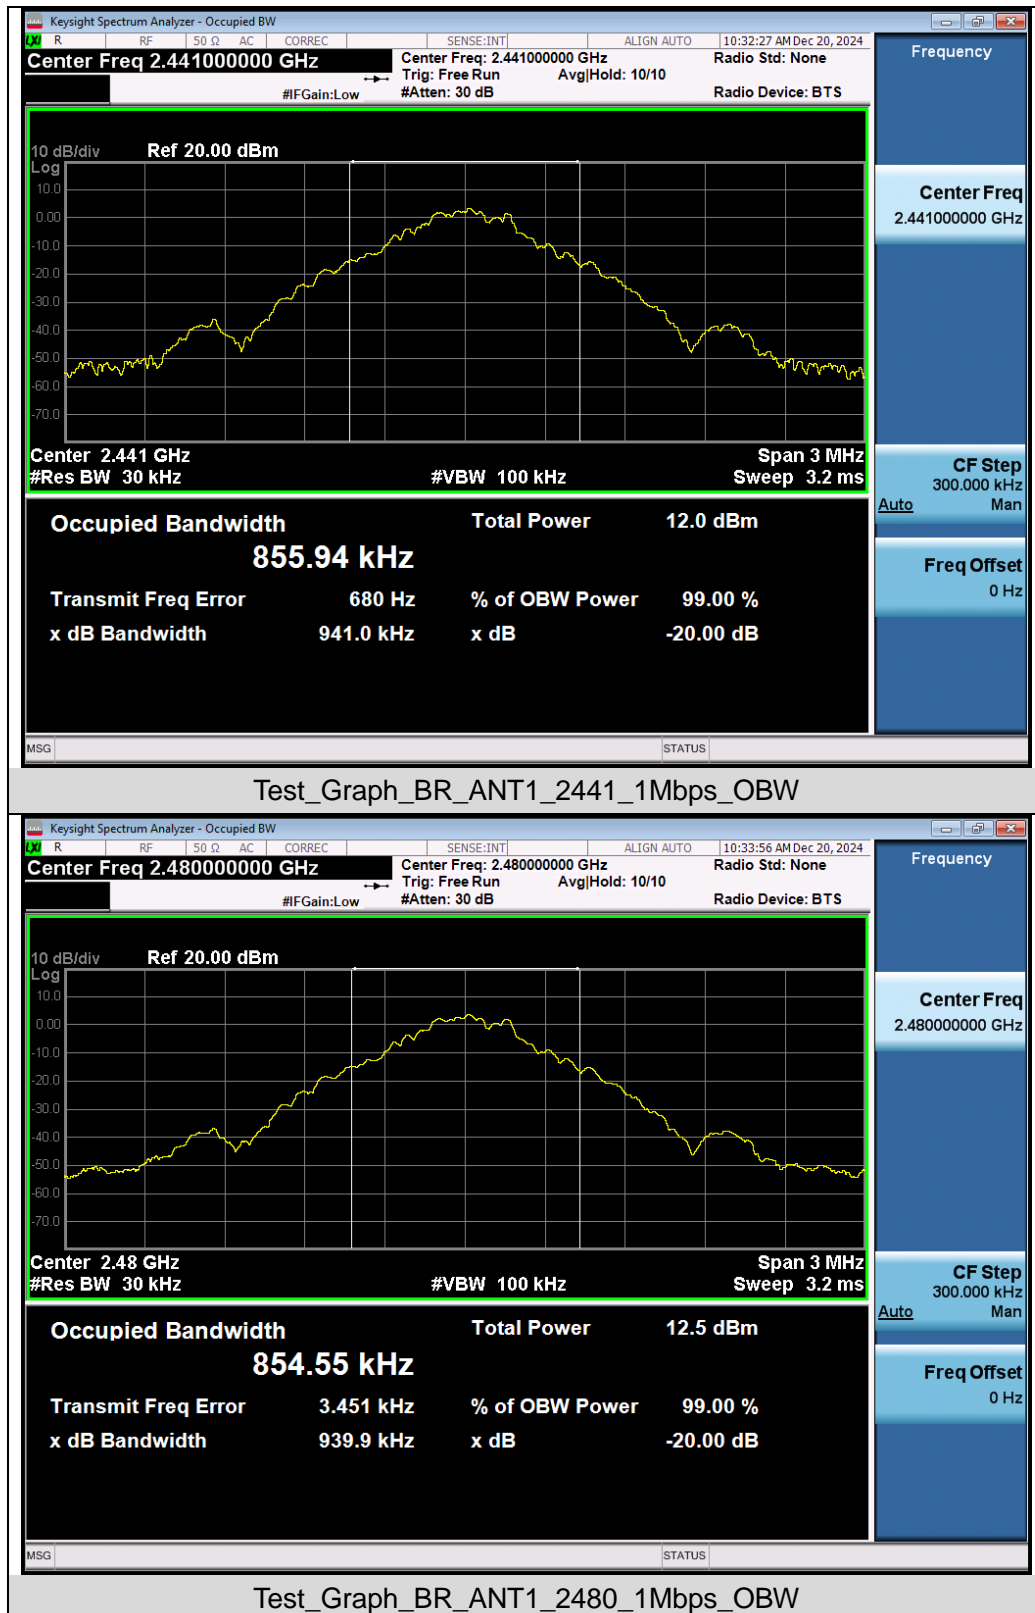 Keysight Spectrum Analyzer - Occupied BW
LXI R RF 50 Ω AC CORREC SENSE:INT ALIGN AUTO 10:32:27 AM Dec 20, 2024
Center Freq 2.441000000 GHz
Center Freq: 2.441000000 GHz
Radio Std: None
Trig: Free Run Avg|Hold: 10/10
#IFGain:Low
#Atten: 30 dB
Radio Device: BTS
10 dB/div Ref 20.00 dBm
Log
10.0
0.00
-10.0
-20.0
-30.0
-40.0
-50.0
-60.0
-70.0
Center 2.441 GHz Span 3 MHz
#Res BW 30 kHz #VBW 100 kHz Sweep 3.2 ms
Occupied Bandwidth Total Power 12.0 dBm
855.94 kHz
Transmit Freq Error 680 Hz % of OBW Power 99.00 %
x dB Bandwidth 941.0 kHz x dB -20.00 dB
MSG STATUS
Frequency
Center Freq
2.441000000 GHz
CF Step
300.000 kHz
Auto Man
Freq Offset
0 Hz
Test_Graph_BR_ANT1_2441_1Mbps_OBW
Keysight Spectrum Analyzer - Occupied BW
LXI R RF 50 Ω AC CORREC SENSE:INT ALIGN AUTO 10:33:56 AM Dec 20, 2024
Center Freq 2.480000000 GHz
Center Freq: 2.480000000 GHz
Radio Std: None
Trig: Free Run Avg|Hold: 10/10
#IFGain:Low
#Atten: 30 dB
Radio Device: BTS
10 dB/div Ref 20.00 dBm
Log
10.0
0.00
-10.0
-20.0
-30.0
-40.0
-50.0
-60.0
-70.0
Center 2.48 GHz Span 3 MHz
#Res BW 30 kHz #VBW 100 kHz Sweep 3.2 ms
Occupied Bandwidth Total Power 12.5 dBm
854.55 kHz
Transmit Freq Error 3.451 kHz % of OBW Power 99.00 %
x dB Bandwidth 939.9 kHz x dB -20.00 dB
MSG STATUS
Frequency
Center Freq
2.480000000 GHz
CF Step
300.000 kHz
Auto Man
Freq Offset
0 Hz
Test_Graph_BR_ANT1_2480_1Mbps_OBW